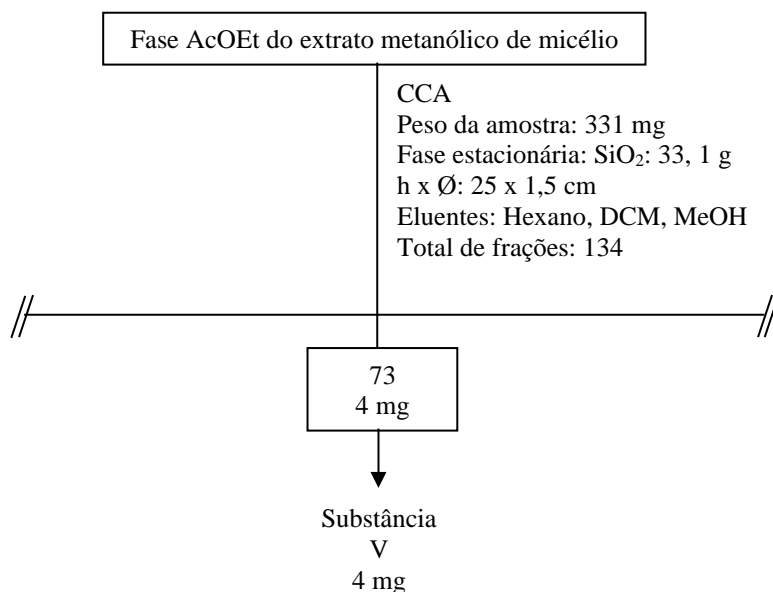 Fase AcOEt do extrato metanólico de micélio
CCA
Peso da amostra: 331 mg
Fase estacionária: SiO₂: 33, 1 g
h x Ø: 25 x 1,5 cm
Eluentes: Hexano, DCM, MeOH
Total de frações: 134
73
4 mg
Substância
V
4 mg